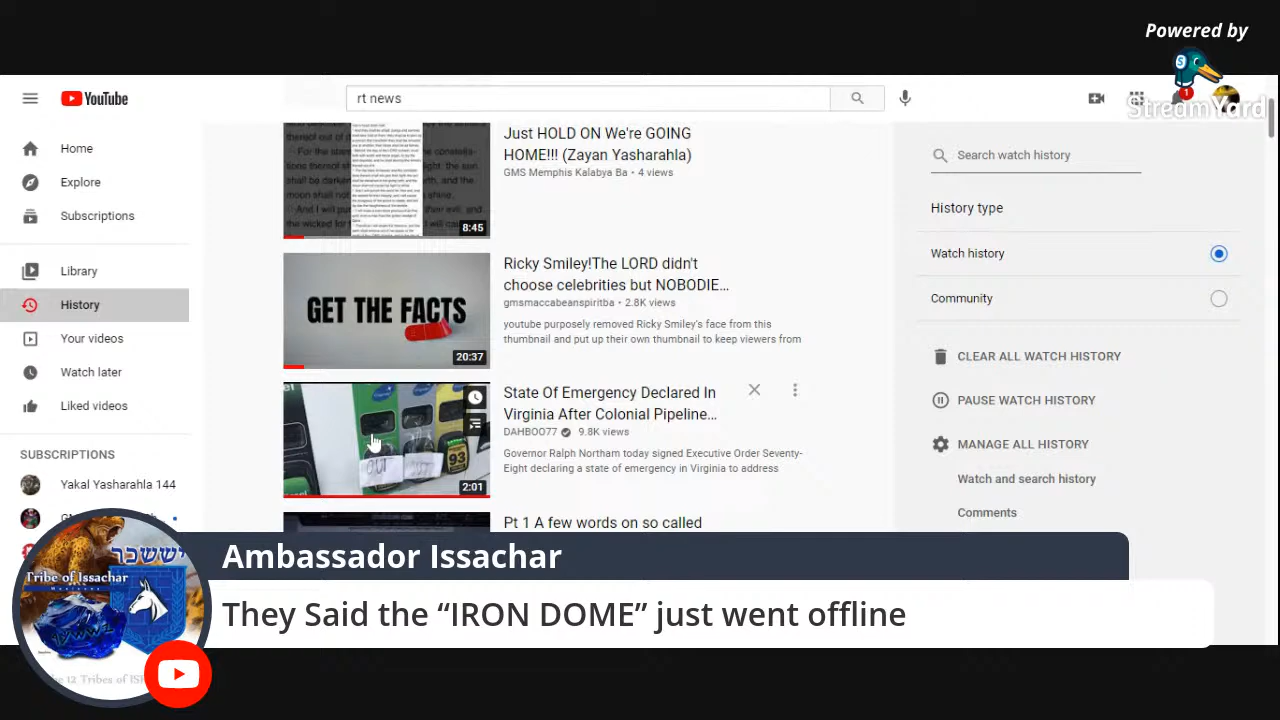 Powered by
StreamYard
YouTube
rt news
1
Home
Explore
Subscriptions
Library
History
Your videos
Watch later
Liked videos
SUBSCRIPTIONS
Yakal Yasharahla 144
8:45
Just HOLD ON We're GOING
HOME!!! (Zayan Yasharahla)
GMS Memphis Kalabya Ba • 4 views
GET THE FACTS
20:37
Ricky Smiley!The LORD didn't
choose celebrities but NOBODIE…
gmsmaccabeanspiritba • 2.8K views
youtube purposely removed Ricky Smiley's face from this
thumbnail and put up their own thumbnail to keep viewers from
OUT
93
2:01
State Of Emergency Declared In
Virginia After Colonial Pipeline…
DAHBOO77 9.8K views
Governor Ralph Northam today signed Executive Order Seventy-
Eight declaring a state of emergency in Virginia to address
Pt 1 A few words on so called
Search watch history
History type
Watch history
Community
CLEAR ALL WATCH HISTORY
PAUSE WATCH HISTORY
MANAGE ALL HISTORY
Watch and search history
Comments
יששכר
Tribe of Issachar
Ambassador Issachar
They Said the “IRON DOME” just went offline